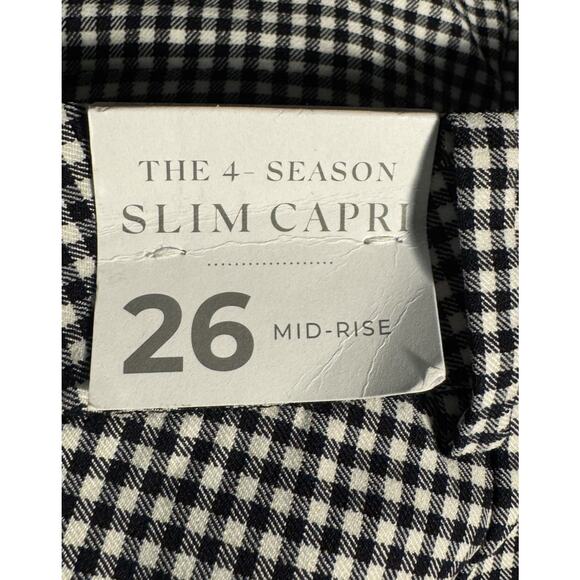 THE 4- SEASON
SLIM CAPRI
26 MID-RISE